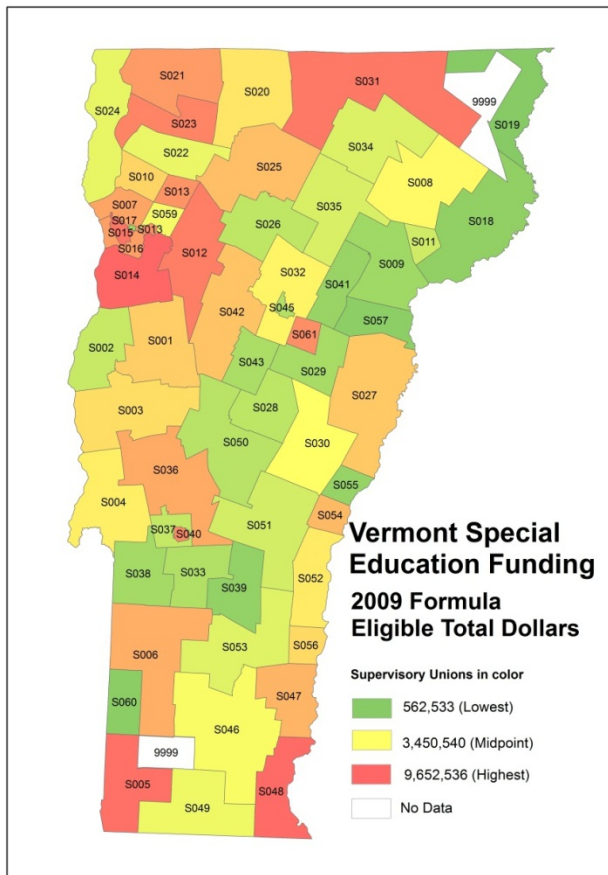 S021
S020
S031
9999
S024
S019
S023
S022
S034
S025
S008
S010
S013
S035
S018
S007
S017
S059
S015
S013
S026
S011
S016
S012
S009
S032
S014
S041
S045
S042
S057
S061
S001
S002
S043
S029
S027
S028
S003
S030
S050
S036
S055
S004
S054
S051
S037
S040
Vermont Special
Education Funding
S038
S033
S039
S052
2009 Formula
Eligible Total Dollars
S056
S053
S006
Supervisory Unions in color
S060
S047
562,533 (Lowest)
S046
3,450,540 (Midpoint)
9999
9,652,536 (Highest)
S005
S048
S049
No Data